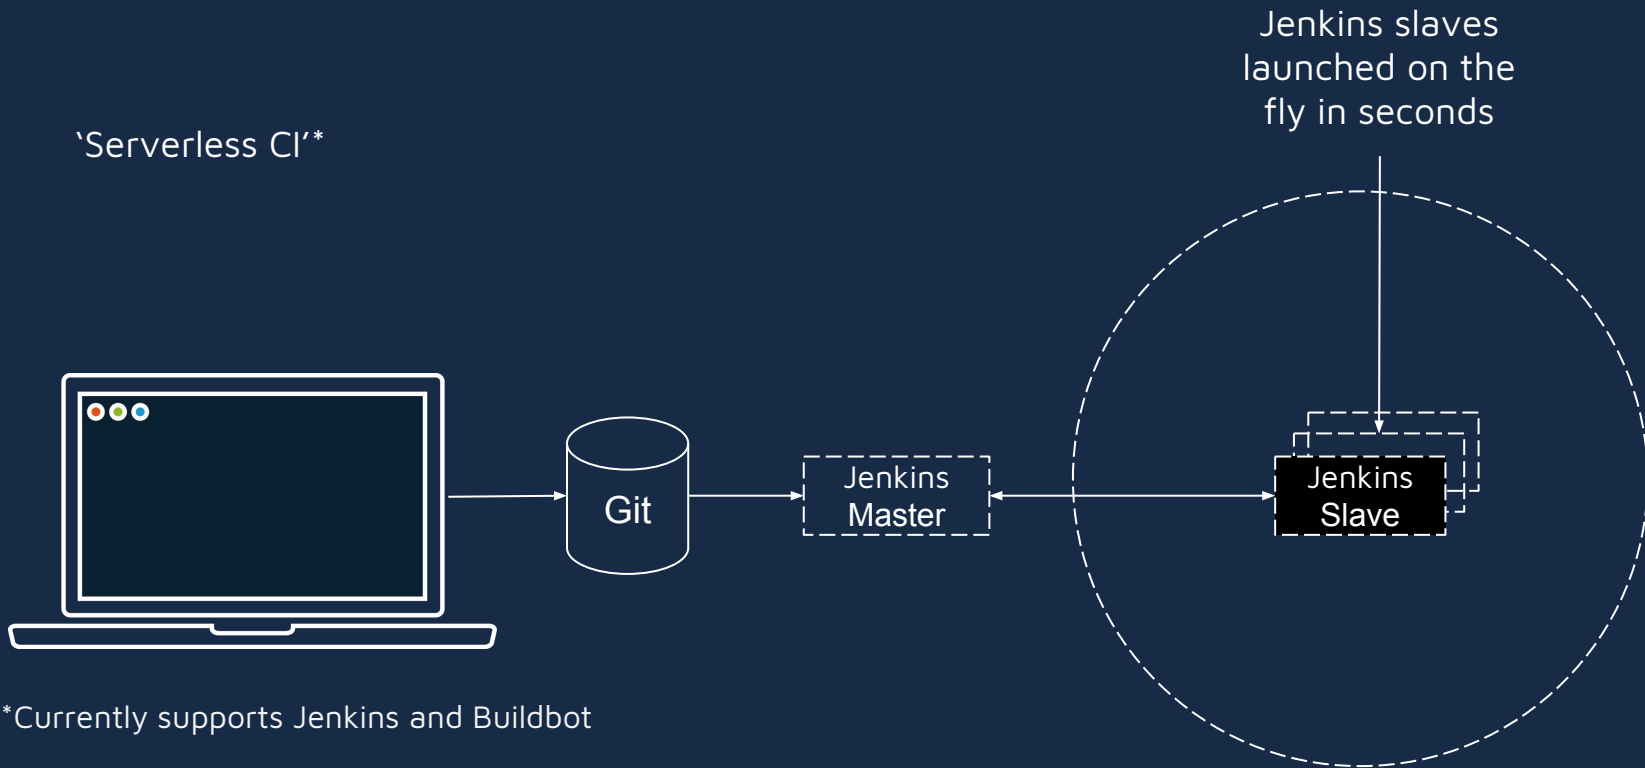 Jenkins slaves
launched on the
fly in seconds
‘Serverless CI’*
Git
Jenkins
Master
Jenkins
Slave
*Currently supports Jenkins and Buildbot